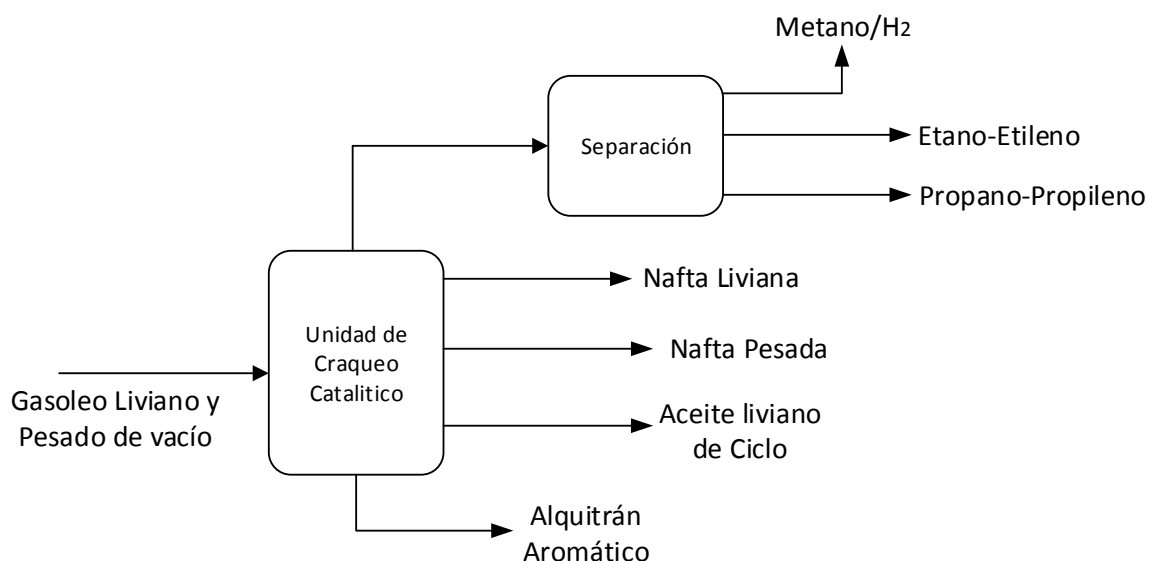 Metano/H2
Separación
Etano-Etileno
Propano-Propileno
Nafta Liviana
Unidad de
Craqueo
Catalitico
Nafta Pesada
Gasoleo Liviano y
Pesado de vacío
Aceite liviano
de Ciclo
Alquitrán
Aromático